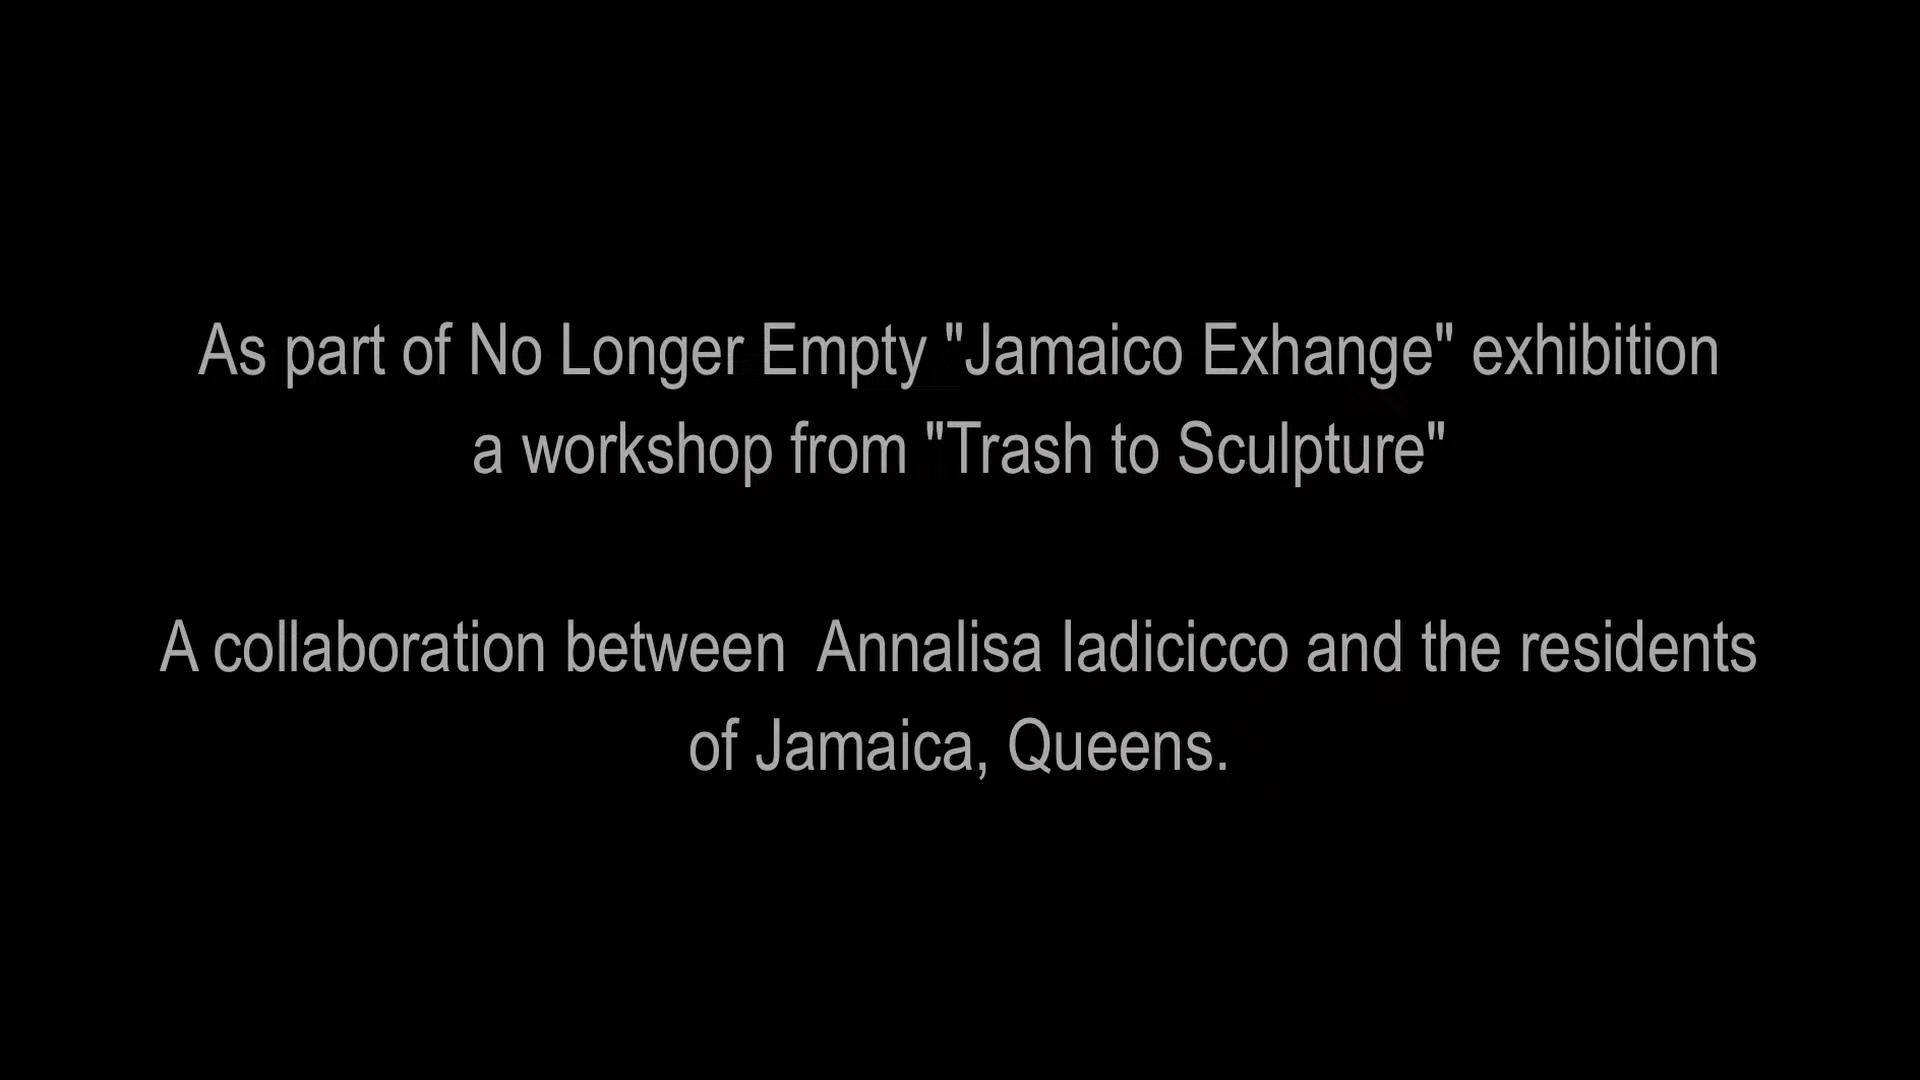 As part of No Longer Empty "Jamaico Exhange" exhibition
a workshop from "Trash to Sculpture"
A collaboration between  Annalisa Iadicicco and the residents
of Jamaica, Queens.